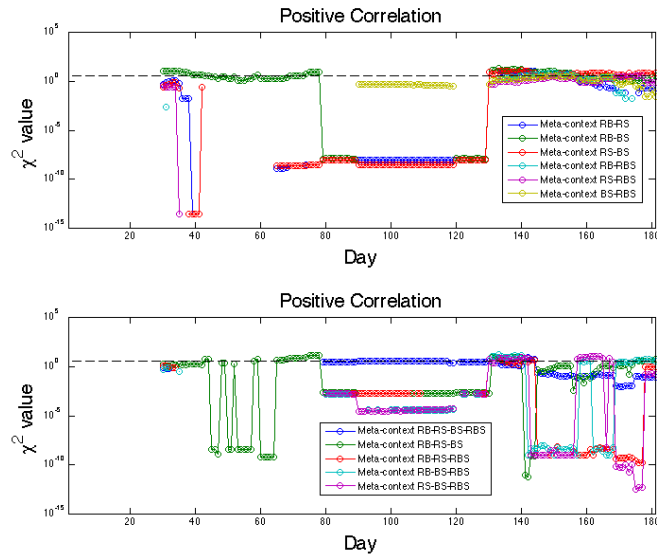 Positive Correlation
10^5
10^0
10^-5
10^-10
10^-15
χ² value
Meta-context RB-RS
Meta-context RB-BS
Meta-context RS-BS
Meta-context RB-RBS
Meta-context RS-RBS
Meta-context BS-RBS
20 40 60 80 100 120 140 160 180
Day
Positive Correlation
10^5
10^0
10^-5
10^-10
10^-15
χ² value
Meta-context RB-RS-BS-RBS
Meta-context RB-RS-BS
Meta-context RB-RS-RBS
Meta-context RB-BS-RBS
Meta-context RS-BS-RBS
20 40 60 80 100 120 140 160 180
Day